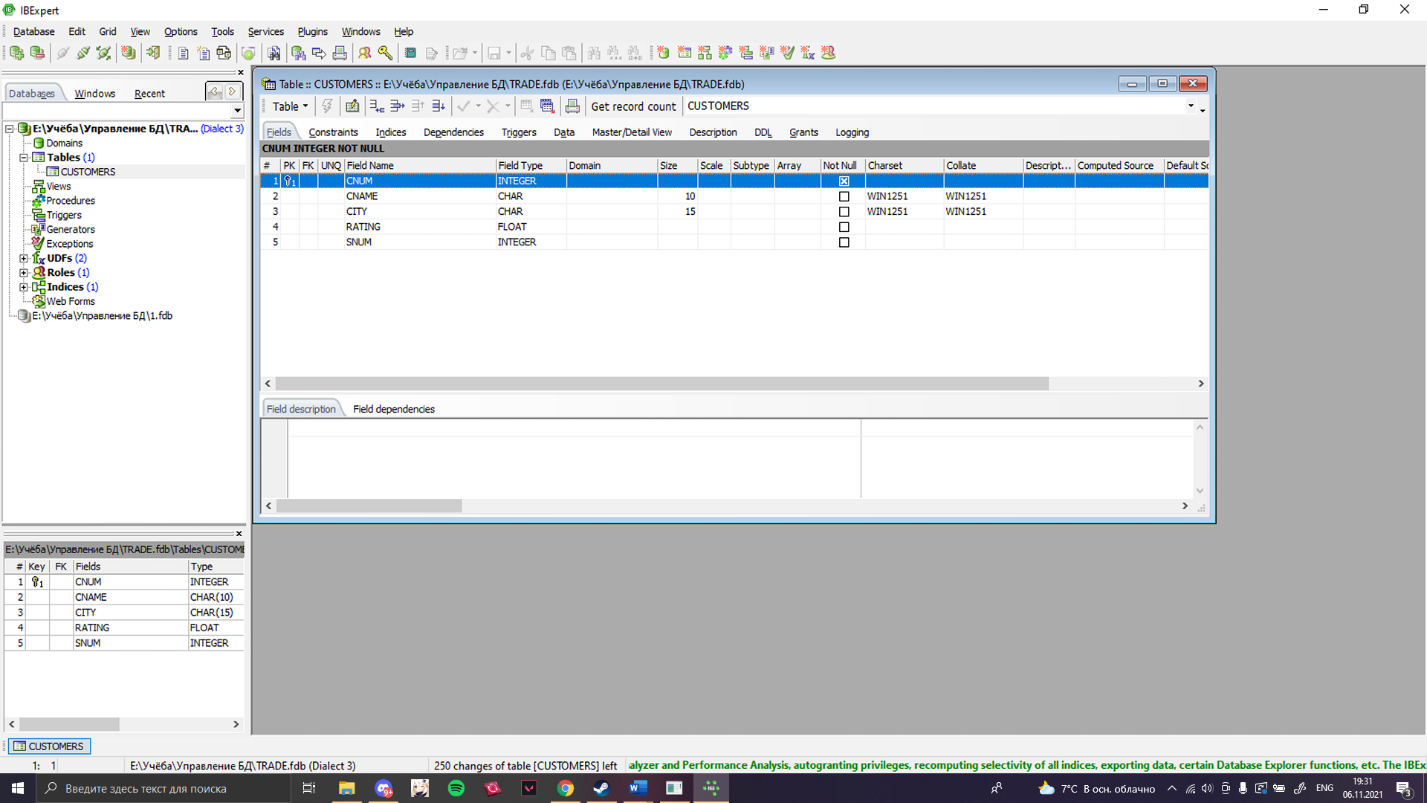 IBExpert
Database Edit Grid View Options Tools Services Plugins Windows Help
Databases Windows Recent
E:\Учёба\Управление БД\TRA... (Dialect 3)
Domains
Tables (1)
CUSTOMERS
Views
Procedures
Triggers
Generators
Exceptions
UDFs (2)
Roles (1)
Indices (1)
Web Forms
E:\Учёба\Управление БД\1.fdb
Table :: CUSTOMERS :: E:\Учёба\Управление БД\TRADE.fdb (E:\Учёба\Управление БД\TRADE.fdb)
Table Get record count CUSTOMERS
Fields Constraints Indices Dependencies Triggers Data Master/Detail View Description DDL Grants Logging
CNUM INTEGER NOT NULL
# PK FK UNQ Field Name Field Type Domain Size Scale Subtype Array Not Null Charset Collate Descript... Computed Source Default So
1 1 CNUM INTEGER
2 CNAME CHAR 10 WIN1251 WIN1251
3 CITY CHAR 15 WIN1251 WIN1251
4 RATING FLOAT
5 SNUM INTEGER
Field description Field dependencies
E:\Учёба\Управление БД\TRADE.fdb\Tables\CUSTOME
# Key FK Fields Type
1 1 CNUM INTEGER
2 CNAME CHAR(10)
3 CITY CHAR(15)
4 RATING FLOAT
5 SNUM INTEGER
CUSTOMERS
1: 1 E:\Учёба\Управление БД\TRADE.fdb (Dialect 3) 250 changes of table [CUSTOMERS] left alyzer and Performance Analysis, autogranting privileges, recomputing selectivity of all indices, exporting data, certain Database Explorer functions, etc. The IBExp
Введите здесь текст для поиска
7°C В осн. облачно ENG
19:31
06.11.2021
3